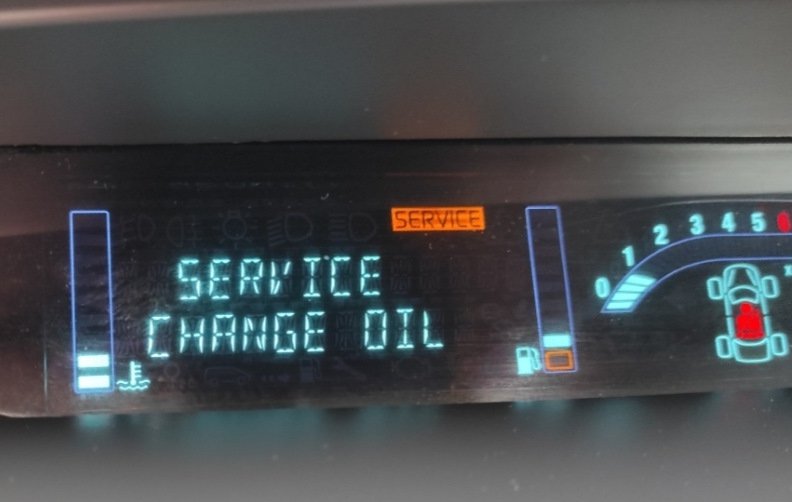 SERVICE
SERVICE
CHANGE OIL
0 1 2 3 4 5